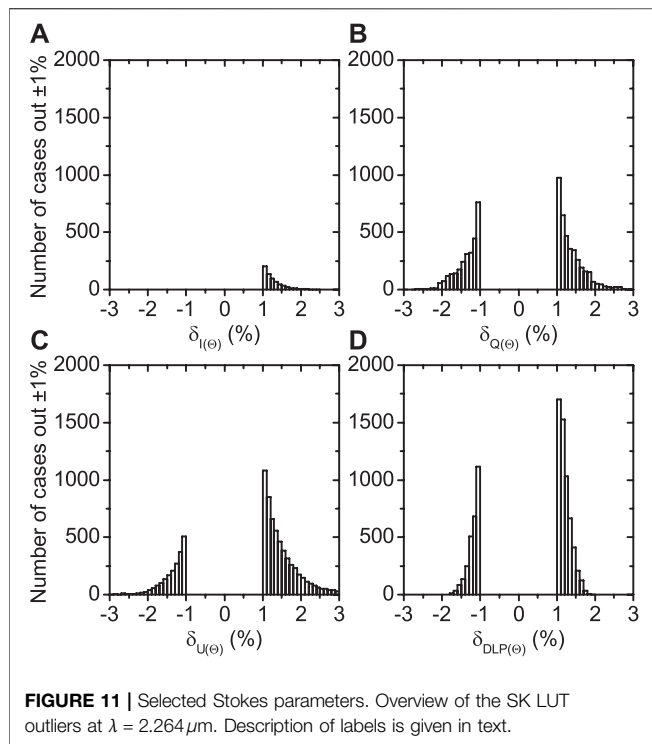 A
B
Number of cases out ±1%
2000
1500
1000
500
0
-3 -2 -1 0 1 2 3
δI(Θ) (%)
2000
1500
1000
500
0
-3 -2 -1 0 1 2 3
δQ(Θ) (%)
C
D
Number of cases out ±1%
2000
1500
1000
500
0
-3 -2 -1 0 1 2 3
δU(Θ) (%)
2000
1500
1000
500
0
-3 -2 -1 0 1 2 3
δDLP(Θ) (%)
FIGURE 11 | Selected Stokes parameters. Overview of the SK LUT
outliers at λ = 2.264 μm. Description of labels is given in text.